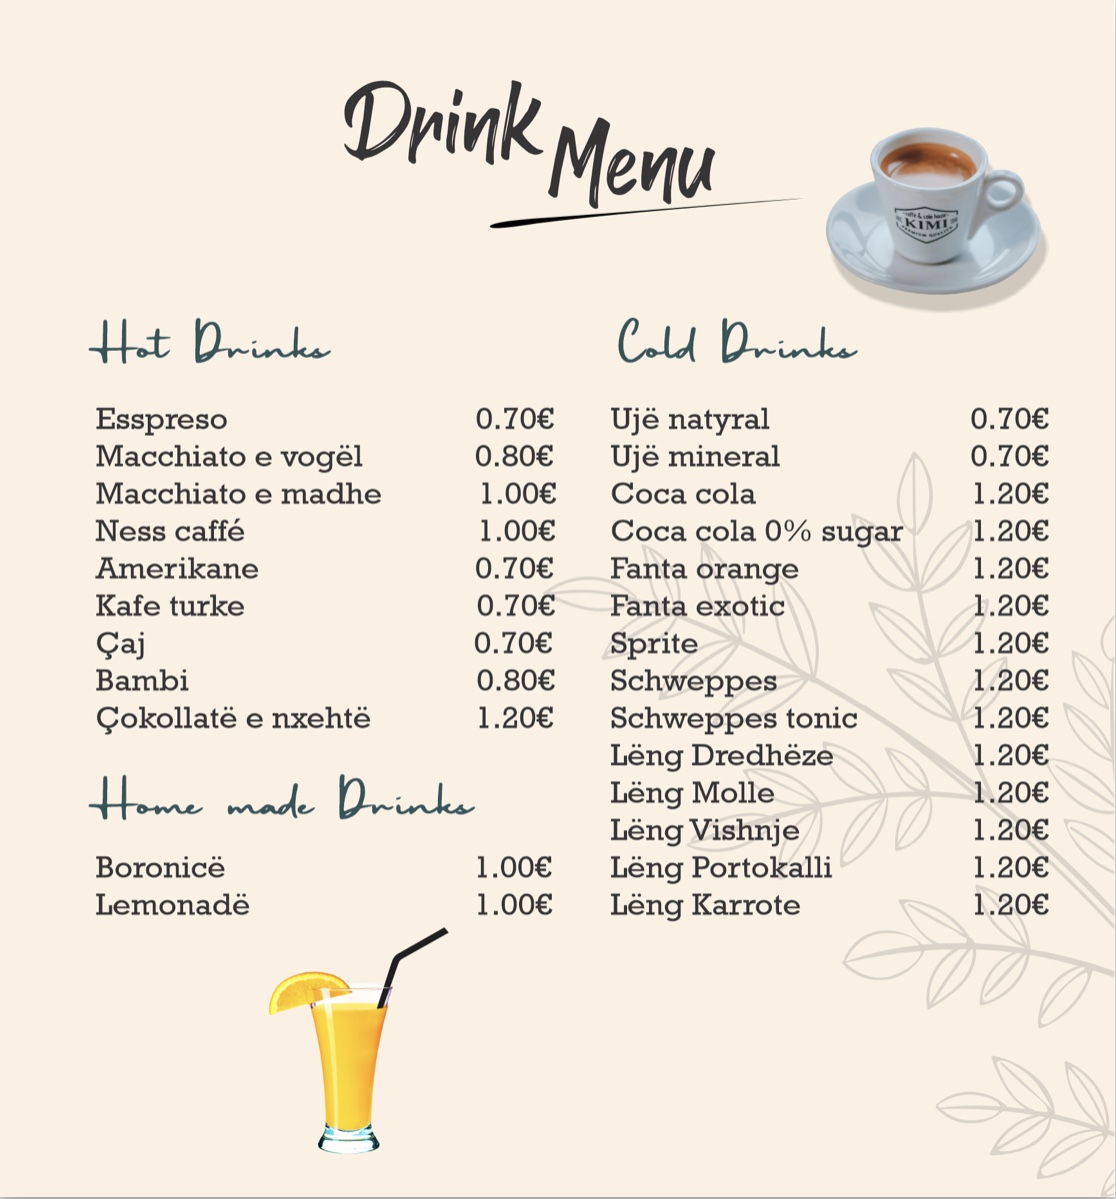 Drink Menu
caffe & cake house
KIMI
PREMIUM QUALITY
Hot Drinks
Esspreso 0.70€
Macchiato e vogël 0.80€
Macchiato e madhe 1.00€
Ness caffé 1.00€
Amerikane 0.70€
Kafe turke 0.70€
Çaj 0.70€
Bambi 0.80€
Çokollatë e nxehtë 1.20€
Home made Drinks
Boronicë 1.00€
Lemonadë 1.00€
Cold Drinks
Ujë natyral 0.70€
Ujë mineral 0.70€
Coca cola 1.20€
Coca cola 0% sugar 1.20€
Fanta orange 1.20€
Fanta exotic 1.20€
Sprite 1.20€
Schweppes 1.20€
Schweppes tonic 1.20€
Lëng Dredhëze 1.20€
Lëng Molle 1.20€
Lëng Vishnje 1.20€
Lëng Portokalli 1.20€
Lëng Karrote 1.20€